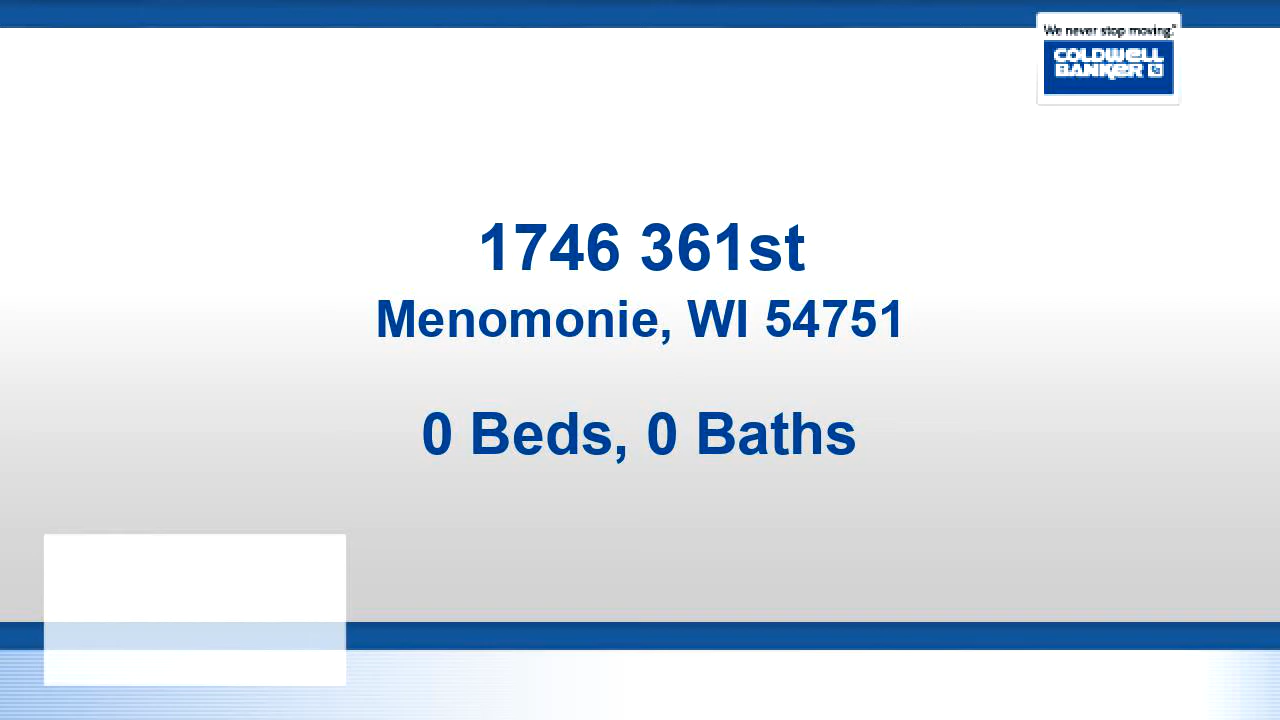 We never stop moving.
COLDWELL
BANKER
1746 361st
Menomonie, WI 54751
0 Beds, 0 Baths